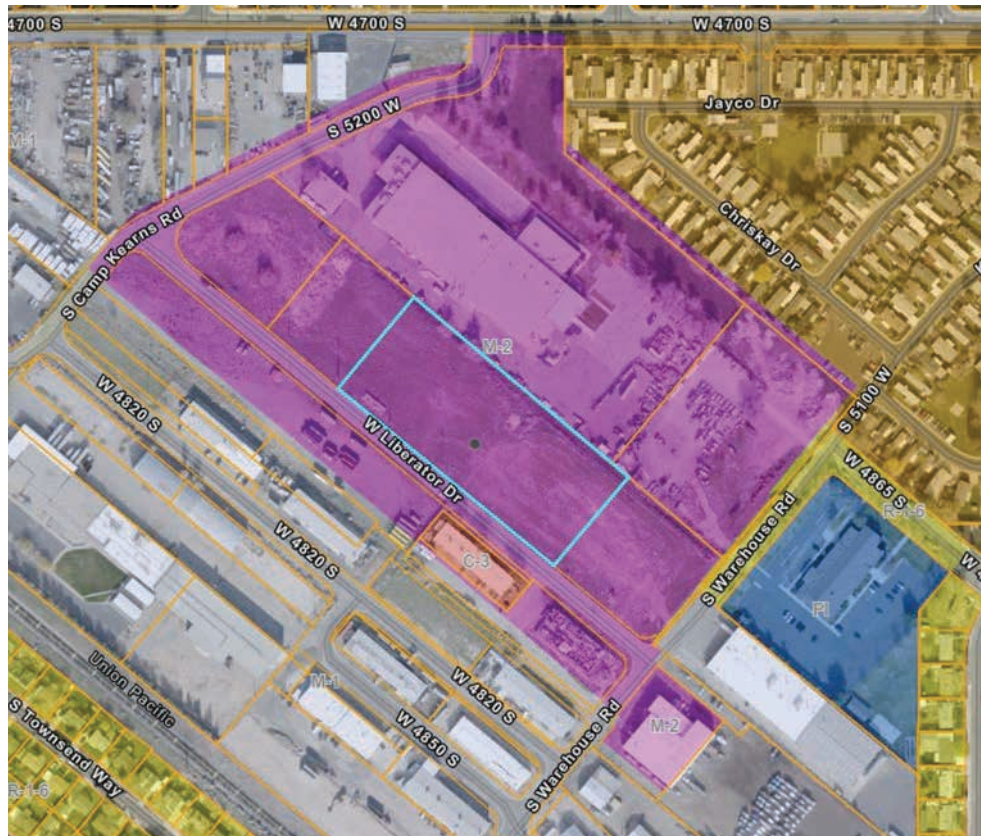 4700 S
W 4700 S
W 4700 S
Jayco Dr
S 5200 W
M-1
Chriskay Dr
S Camp Kearns Rd
M-2
W 4820 S
S 5100 W
W Liberator Dr
W 4865 S
R-1-6
W 4820 S
C-3
S Warehouse Rd
PI
W 4
Union Pacific
M-1
W 4820 S
W 4850 S
S Townsend Way
M-2
S Warehouse Rd
R-1-6